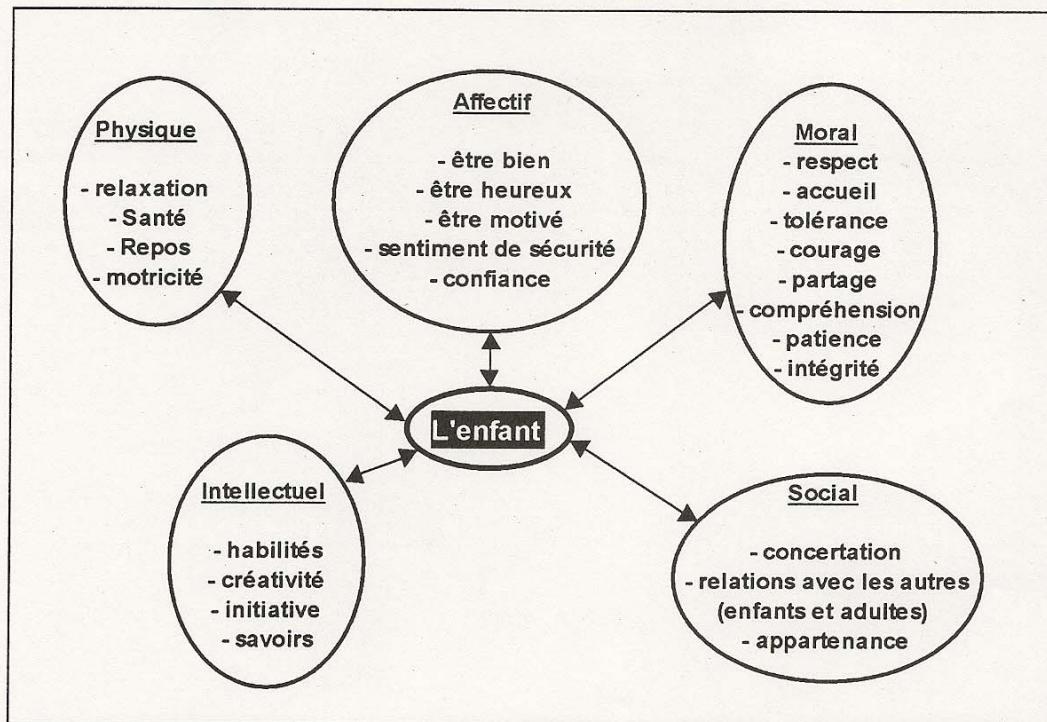 Physique
- relaxation
- Santé
- Repos
- motricité
Affectif
- être bien
- être heureux
- être motivé
- sentiment de sécurité
- confiance
Moral
- respect
- accueil
- tolérance
- courage
- partage
- compréhension
- patience
- intégrité
L'enfant
Intellectuel
- habilités
- créativité
- initiative
- savoirs
Social
- concertation
- relations avec les autres
(enfants et adultes)
- appartenance